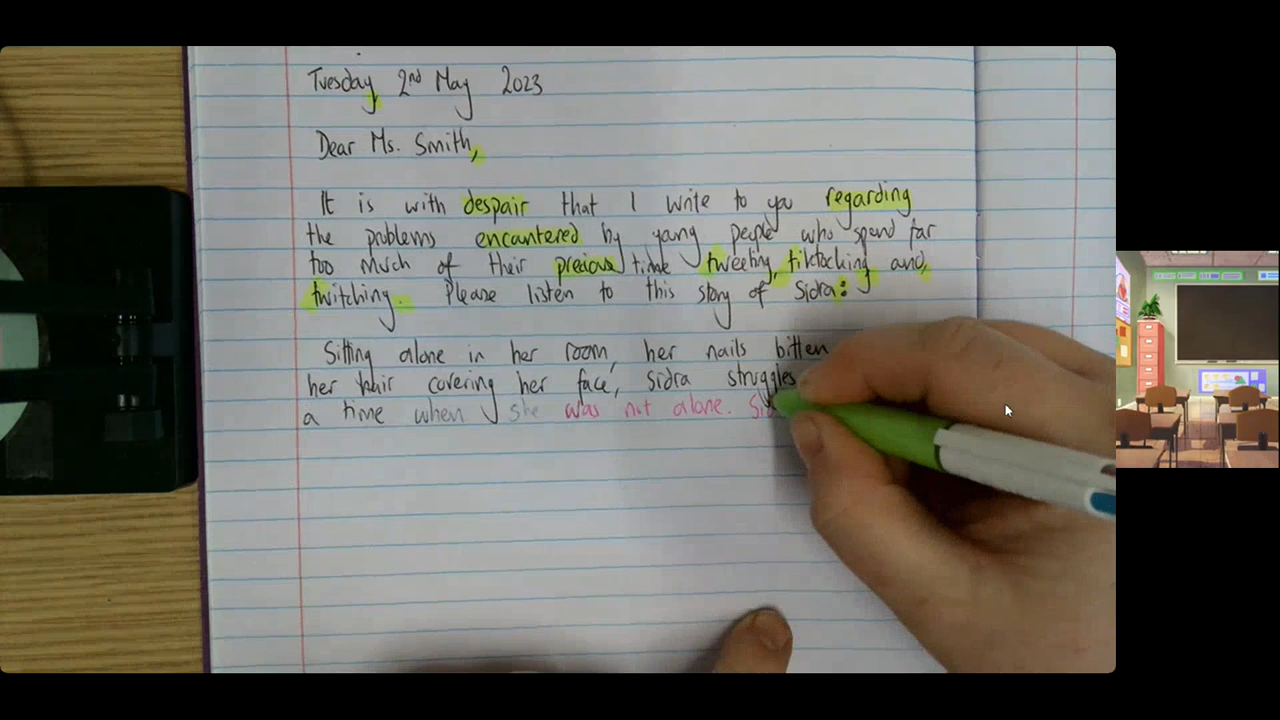 Tuesday, 2nd May 2023
Dear Ms. Smith,
It is with despair that I write to you regarding
the problems encantered by young people who spend far
too much of their precious time tweeting, tiktocking and,
twitching. Please listen to this story of Sidra:
Sitting alone in her room, her nails bitten
her hair covering her face, Sidra struggles
a time when she was not alone.